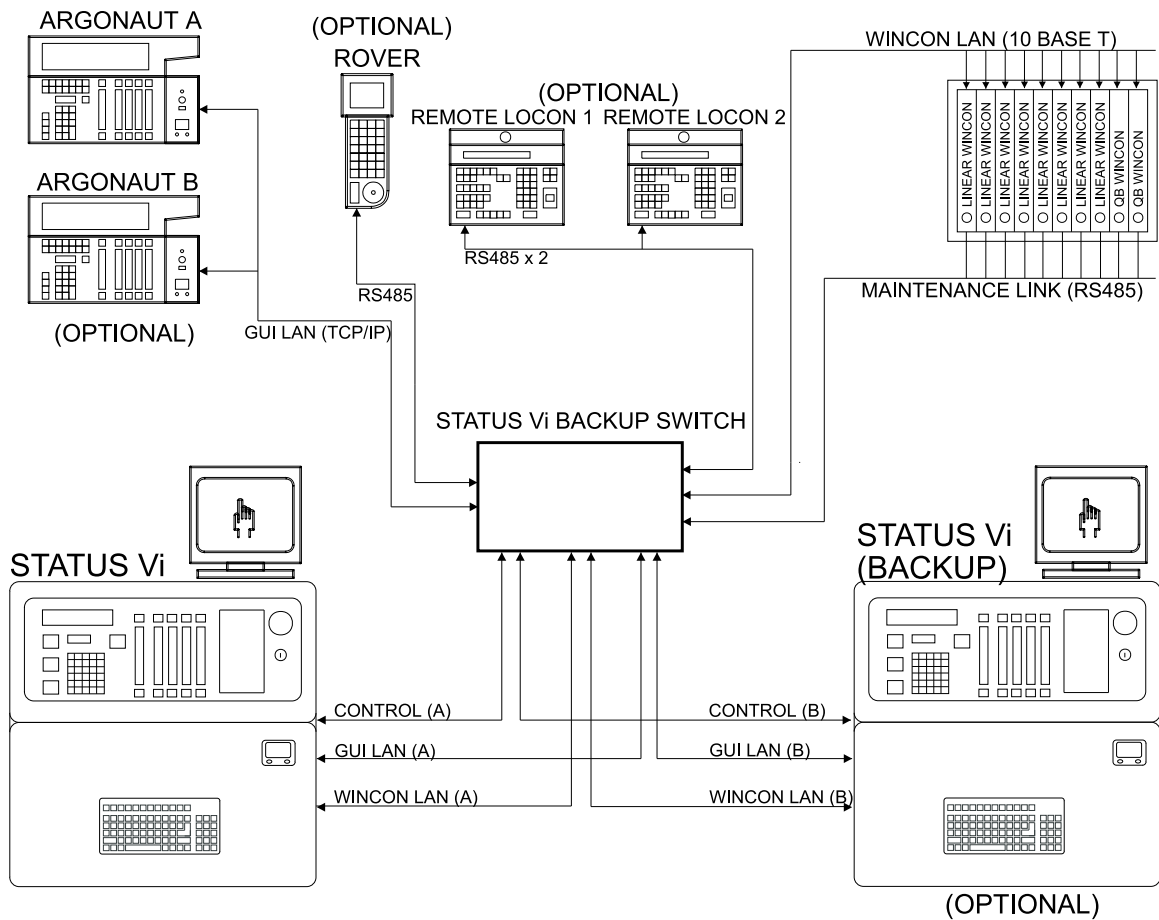 ARGONAUT A
(OPTIONAL)
ROVER
WINCON LAN (10 BASE T)
(OPTIONAL)
REMOTE LOCON 1
REMOTE LOCON 2
LINEAR WINCON
LINEAR WINCON
LINEAR WINCON
LINEAR WINCON
LINEAR WINCON
LINEAR WINCON
LINEAR WINCON
LINEAR WINCON
QB WINCON
QB WINCON
ARGONAUT B
(OPTIONAL)
RS485 x 2
RS485
MAINTENANCE LINK (RS485)
GUI LAN (TCP/IP)
STATUS Vi BACKUP SWITCH
STATUS Vi
STATUS Vi
(BACKUP)
CONTROL (A)
CONTROL (B)
GUI LAN (A)
GUI LAN (B)
WINCON LAN (A)
WINCON LAN (B)
(OPTIONAL)